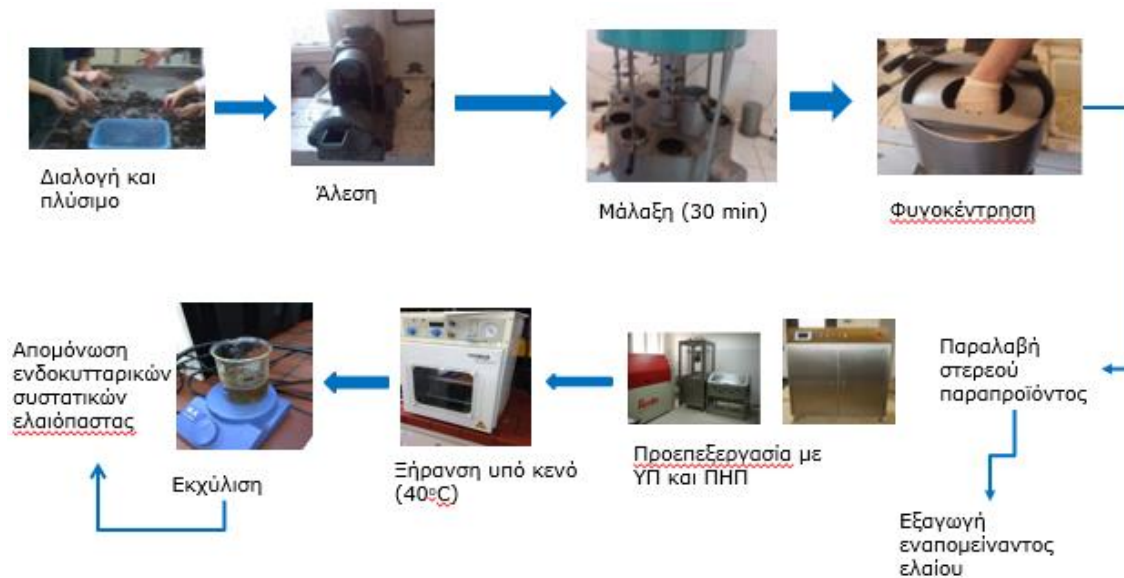 Διαλογή και
πλύσιμο
Άλεση
Μάλαξη (30 min)
Φυγοκέντρηση
Παραλαβή
στερεού
παραπροϊόντος
Εξαγωγή
εναπομείναντος
ελαίου
Προεπεξεργασία με
ΥΠ και ΠΗΠ
Ξήρανση υπό κενό
(40οC)
Εκχύλιση
Απομόνωση
ενδοκυτταρικών
συστατικών
ελαιόπαστας